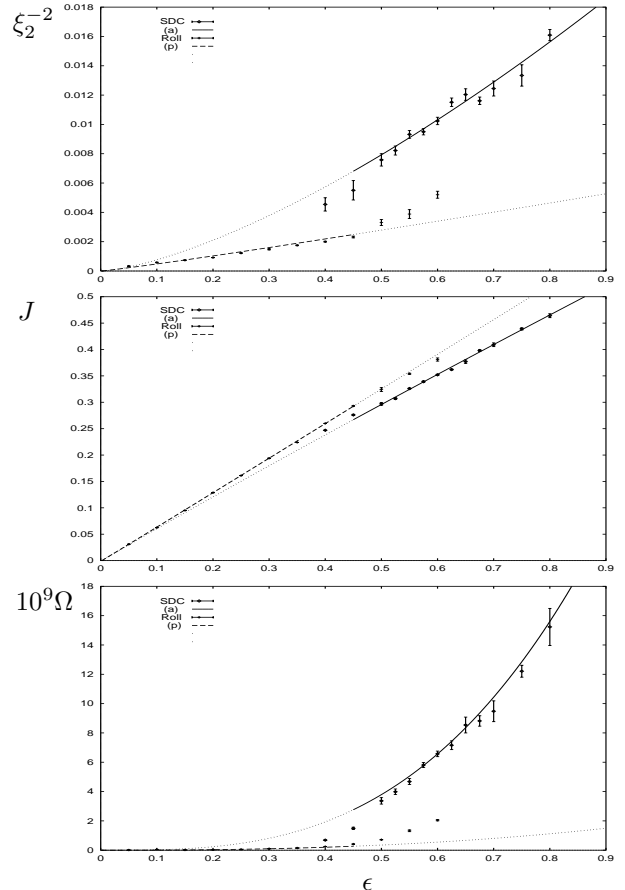 ξ₂⁻²
0.018
0.016
0.014
0.012
0.01
0.008
0.006
0.004
0.002
0
SDC
(a)
Roll
(p)
0 0.1 0.2 0.3 0.4 0.5 0.6 0.7 0.8 0.9
J
0.5
0.45
0.4
0.35
0.3
0.25
0.2
0.15
0.1
0.05
0
SDC
(a)
Roll
(p)
0 0.1 0.2 0.3 0.4 0.5 0.6 0.7 0.8 0.9
10⁹Ω
18
16
14
12
10
8
6
4
2
0
SDC
(a)
Roll
(p)
0 0.1 0.2 0.3 0.4 0.5 0.6 0.7 0.8 0.9
ϵ